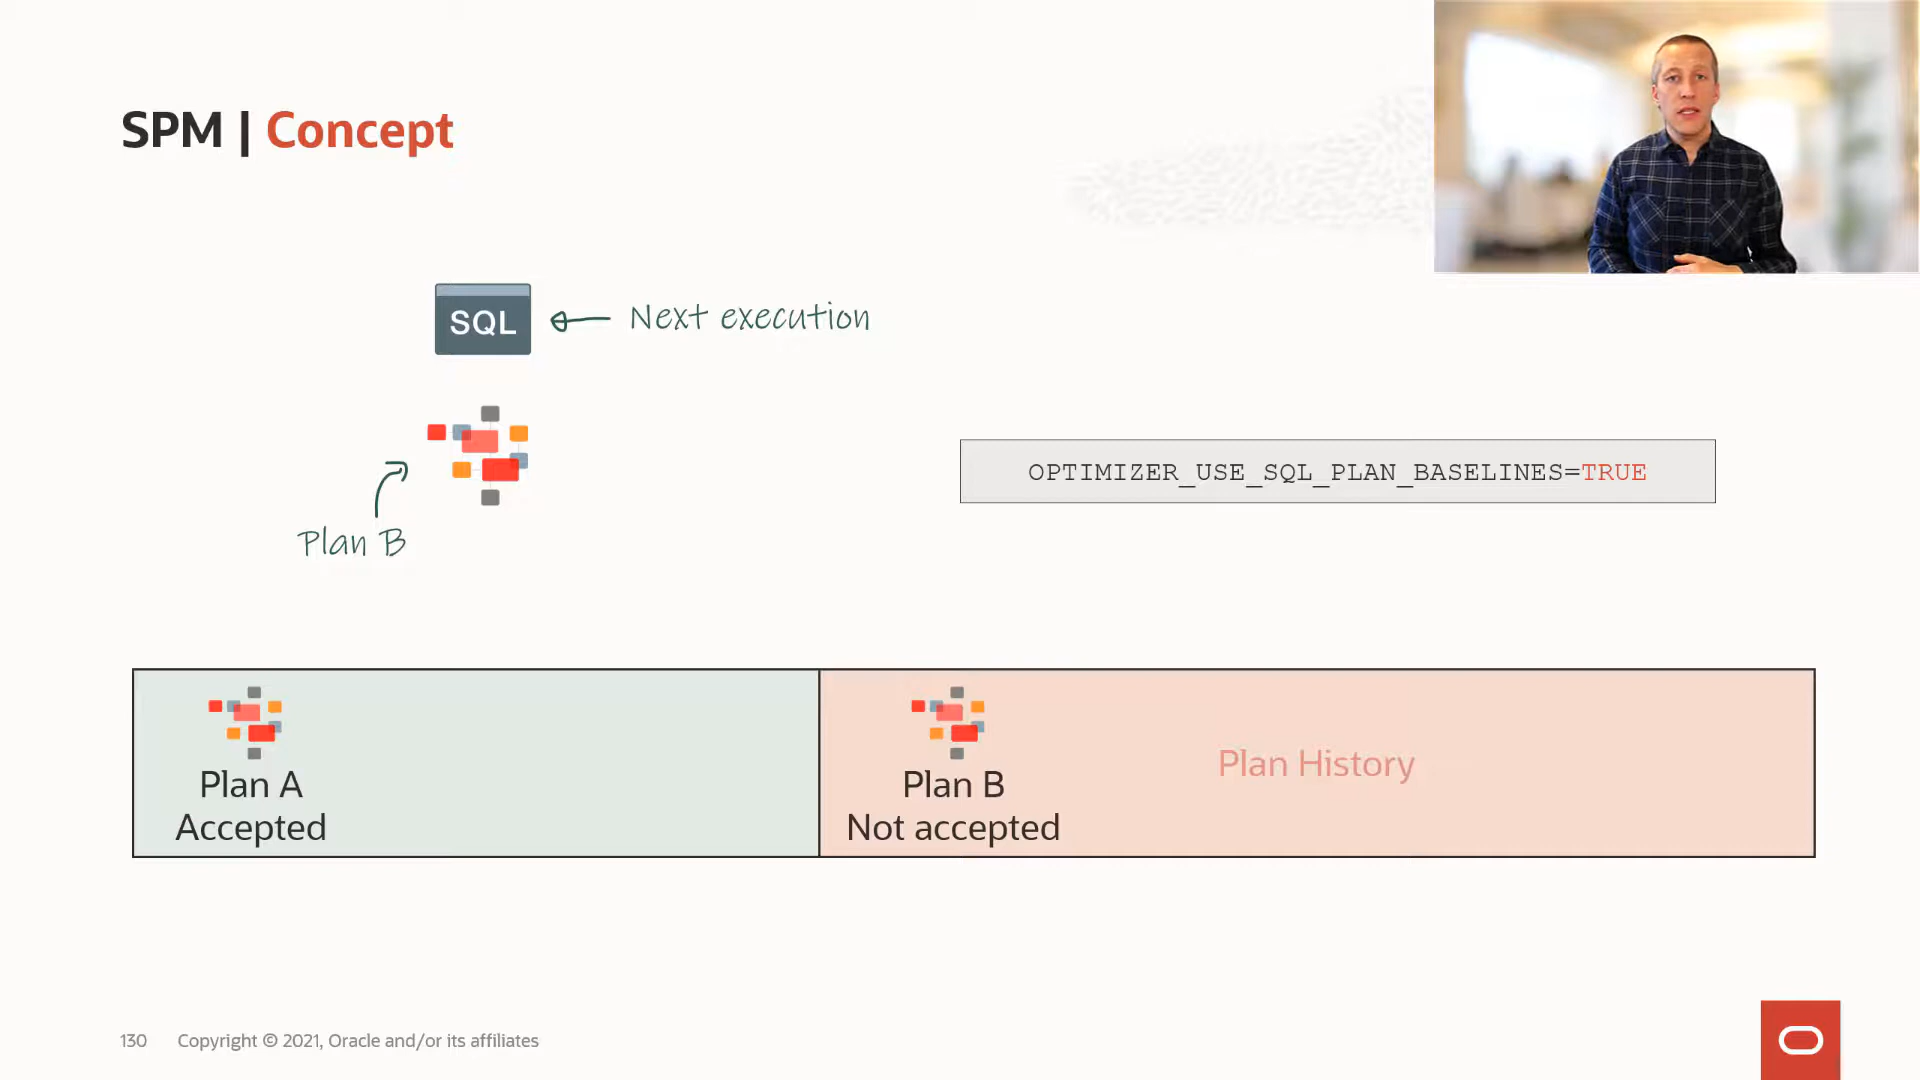 SPM | Concept
SQL
Next execution
OPTIMIZER_USE_SQL_PLAN_BASELINES=TRUE
Plan B
Plan A
Accepted
Plan B
Not accepted
Plan History
130 Copyright © 2021, Oracle and/or its affiliates